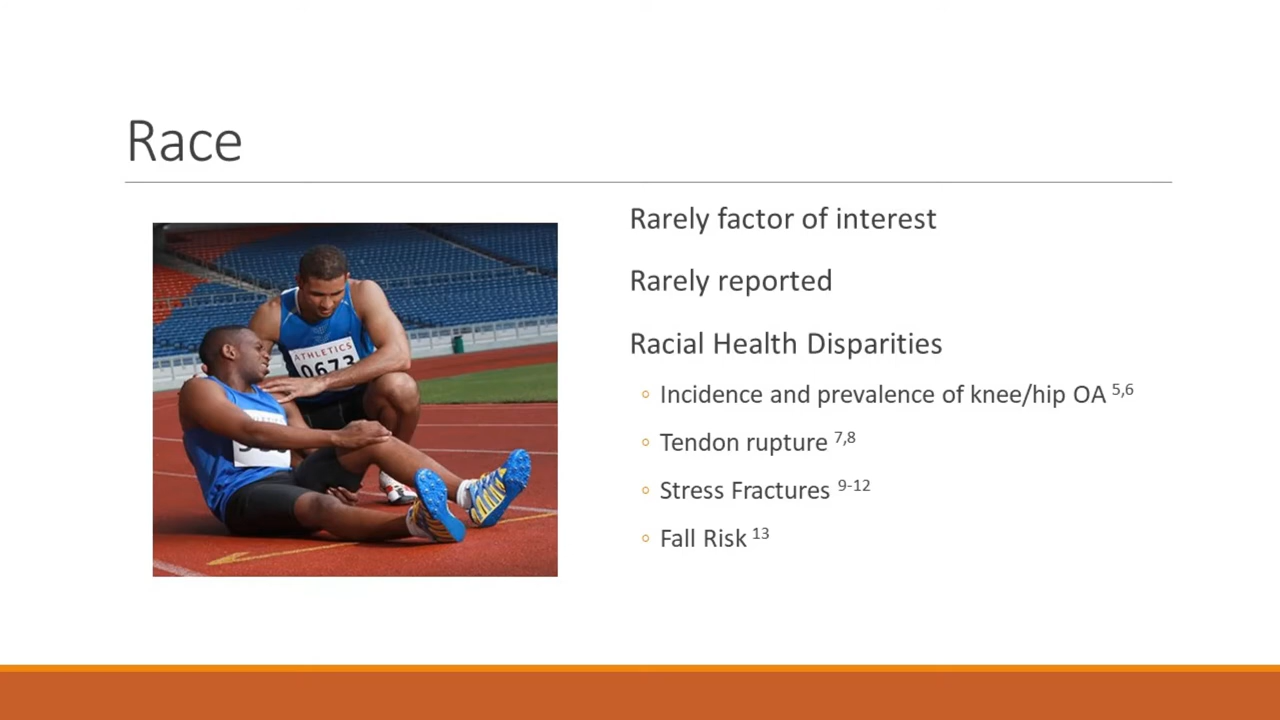 Race
Rarely factor of interest
Rarely reported
Racial Health Disparities
◦ Incidence and prevalence of knee/hip OA 5,6
◦ Tendon rupture 7,8
◦ Stress Fractures 9-12
◦ Fall Risk 13
ATHLETICS
0673